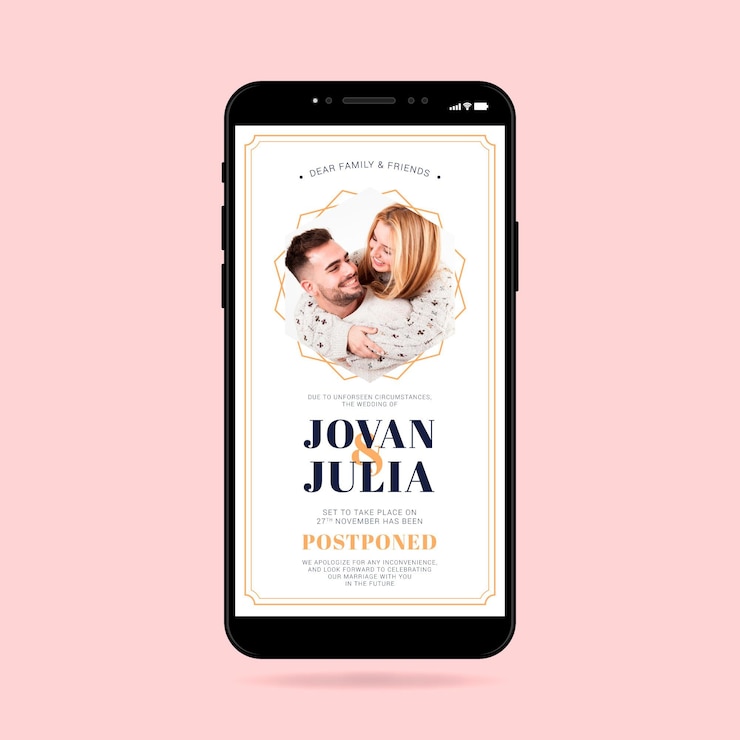 DEAR FAMILY & FRIENDS
DUE TO UNFORSEEN CIRCUMSTANCES,
THE WEDDING OF
JOVAN
&
JULIA
SET TO TAKE PLACE ON
27TH NOVEMBER HAS BEEN
POSTPONED
WE APOLOGIZE FOR ANY INCONVENIENCE,
AND LOOK FORWARD TO CELEBRATING
OUR MARRIAGE WITH YOU
IN THE FUTURE